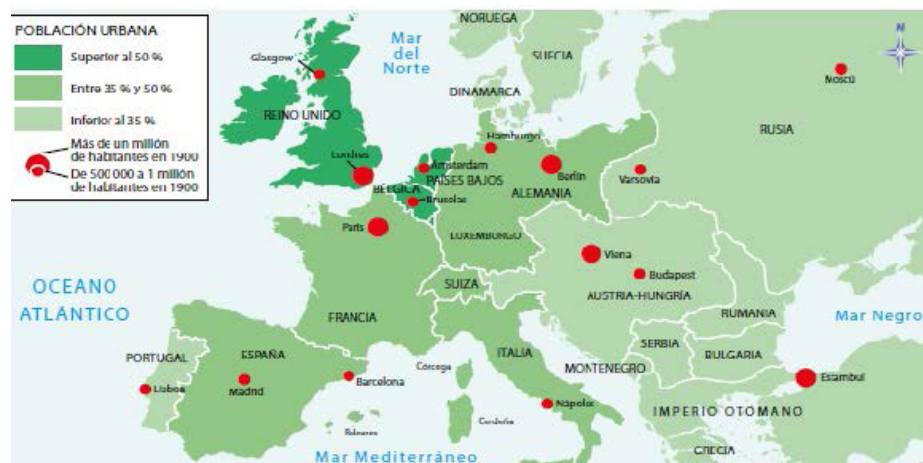 POBLACIÓN URBANA
Superior al 50 %
Entre 35 % y 50 %
Inferior al 35 %
Más de un millón
de habitantes en 1900
De 500 000 a 1 millón
de habitantes en 1900
NORUEGA
SUECIA
Mar
del
Norte
Glasgow
Moscú
DINAMARCA
REINO UNIDO
RUSIA
Hamburgo
Londres
Ámsterdam
PAÍSES BAJOS
Berlín
Varsovia
BÉLGICA
ALEMANIA
Bruselas
París
LUXEMBURGO
Viena
Budapest
OCEANO
ATLÁNTICO
SUIZA
AUSTRIA-HUNGRÍA
FRANCIA
RUMANIA
Mar Negro
SERBIA
ITALIA
BULGARIA
PORTUGAL
ESPAÑA
Córcega
MONTENEGRO
Lisboa
Madrid
Barcelona
Estambul
Nápoles
IMPERIO OTOMANO
Cerdeña
Baleares
GRECIA
Mar Mediterráneo